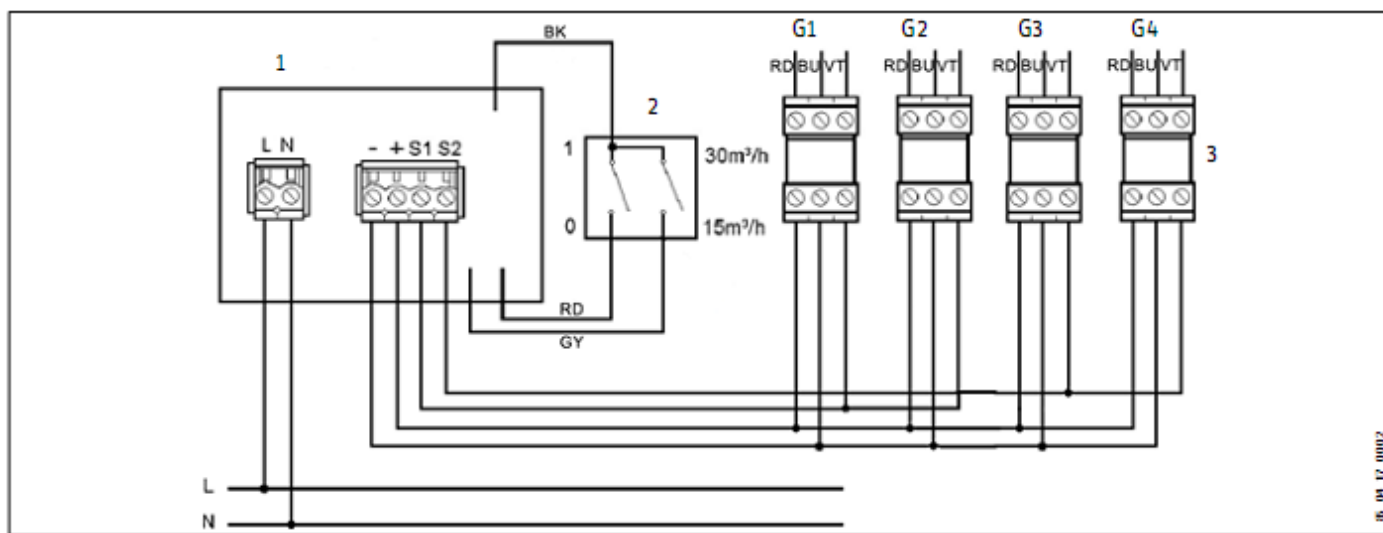 BK
G1 G2 G3 G4
1
RD BU VT RD BU VT RD BU VT RD BU VT
2
L N - + S1 S2
1 30m³/h
3
0 15m³/h
RD
GY
L
N